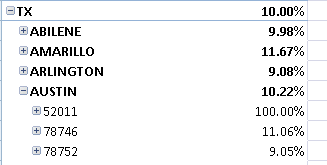 TX 10.00%
ABILENE 9.98%
AMARILLO 11.67%
ARLINGTON 9.08%
AUSTIN 10.22%
52011 100.00%
78746 11.06%
78752 9.05%